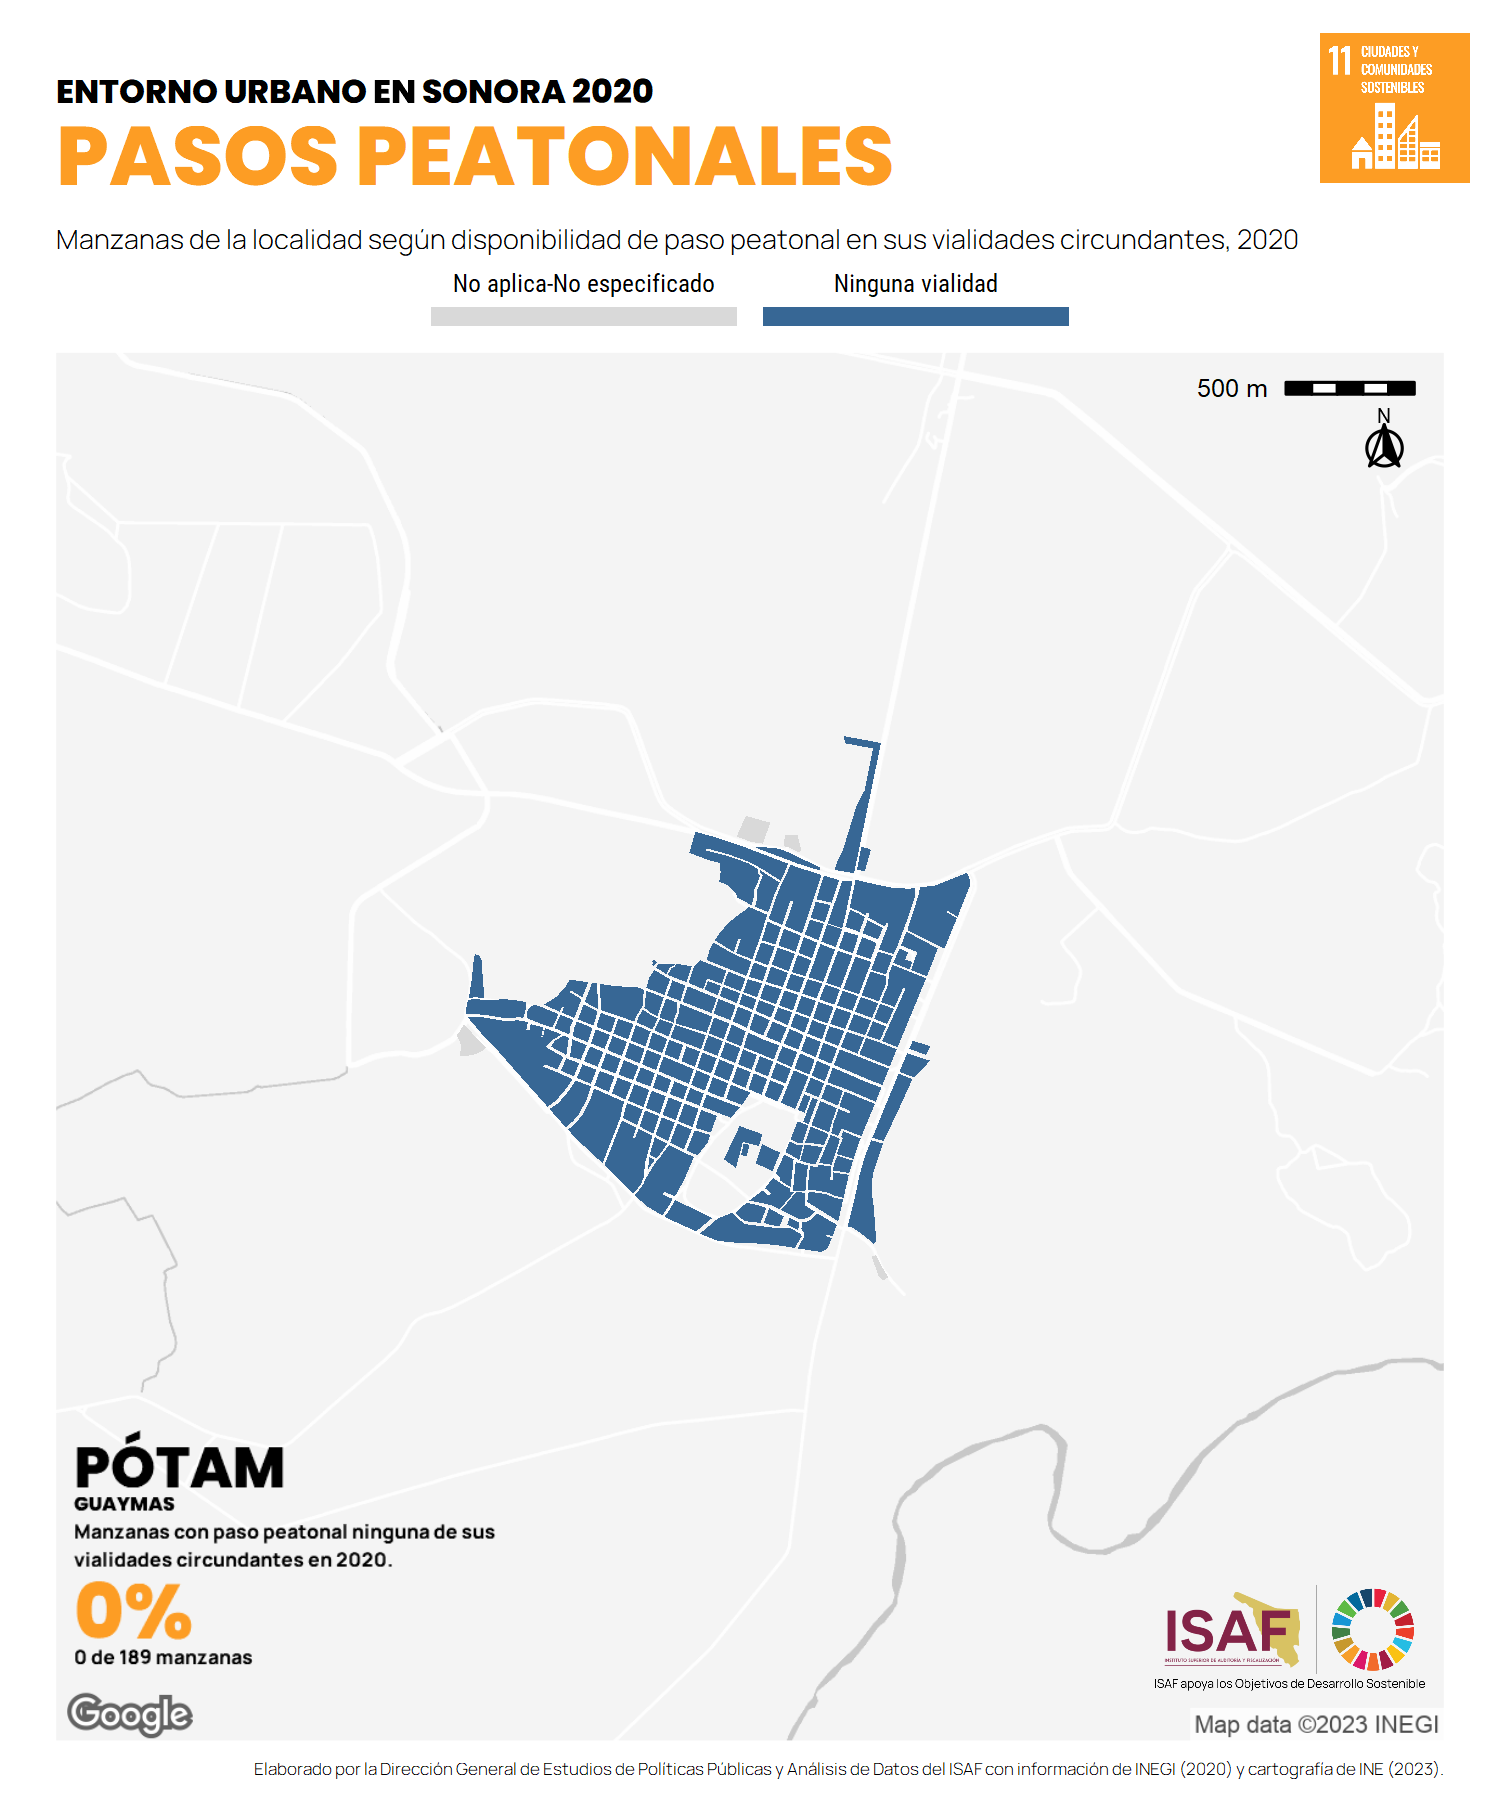 ENTORNO URBANO EN SONORA 2020
PASOS PEATONALES
11 CIUDADES Y
COMUNIDADES
SOSTENIBLES
Manzanas de la localidad según disponibilidad de paso peatonal en sus vialidades circundantes, 2020
No aplica-No especificado Ninguna vialidad
500 m
N
PÓTAM
GUAYMAS
Manzanas con paso peatonal ninguna de sus
vialidades circundantes en 2020.
0%
0 de 189 manzanas
Google
ISAF
INSTITUTO SUPERIOR DE AUDITORÍA Y FISCALIZACIÓN
ISAF apoya los Objetivos de Desarrollo Sostenible
Map data ©2023 INEGI
Elaborado por la Dirección General de Estudios de Políticas Públicas y Análisis de Datos del ISAF con información de INEGI (2020) y cartografía de INE (2023).